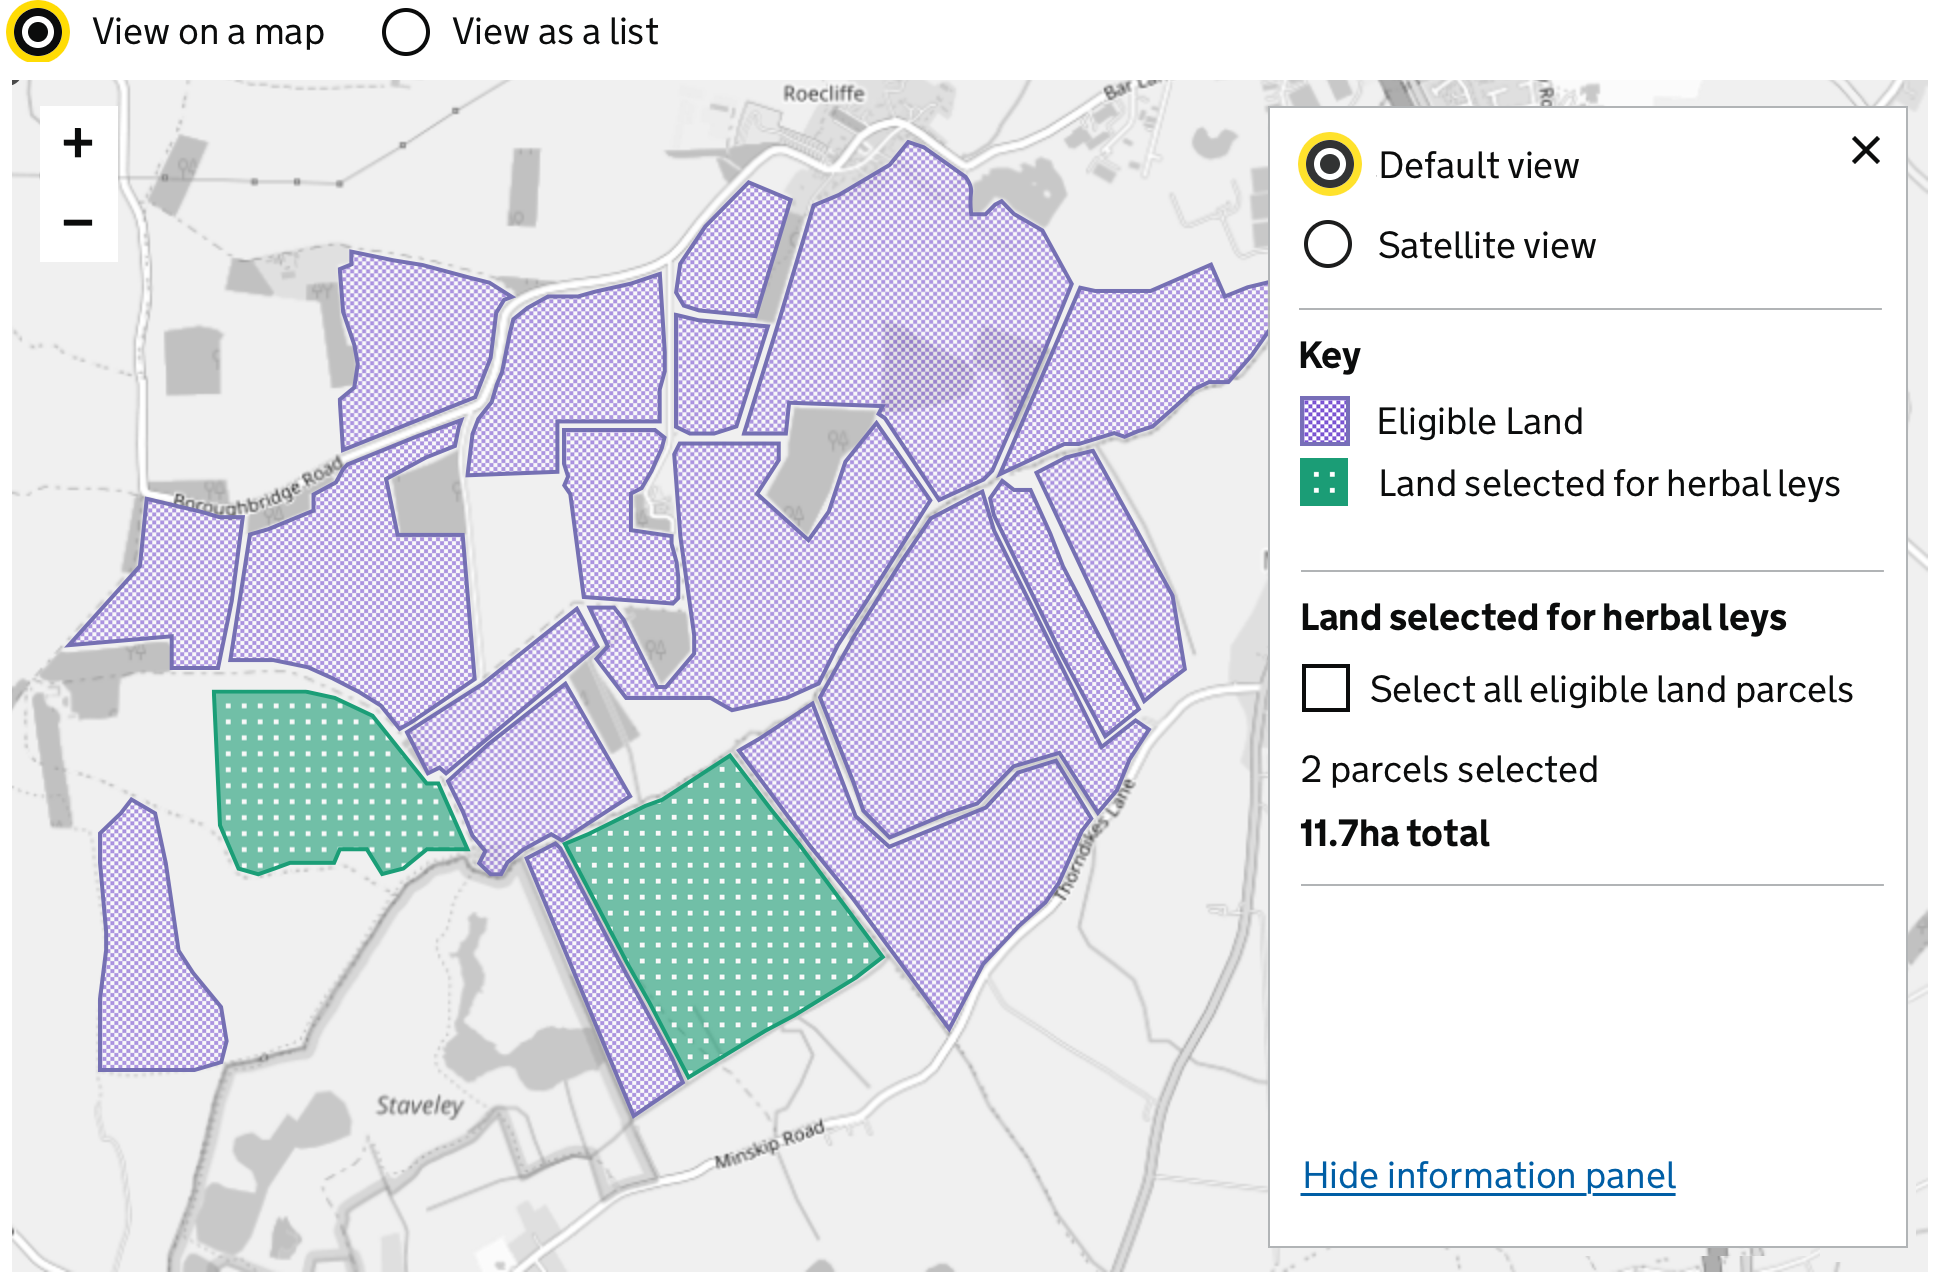 View on a map
View as a list
+
−
Roecliffe
Boroughbridge Road
Thorndikes Lane
Staveley
Minskip Road
Default view
Satellite view
Key
Eligible Land
Land selected for herbal leys
Land selected for herbal leys
Select all eligible land parcels
2 parcels selected
11.7ha total
Hide information panel